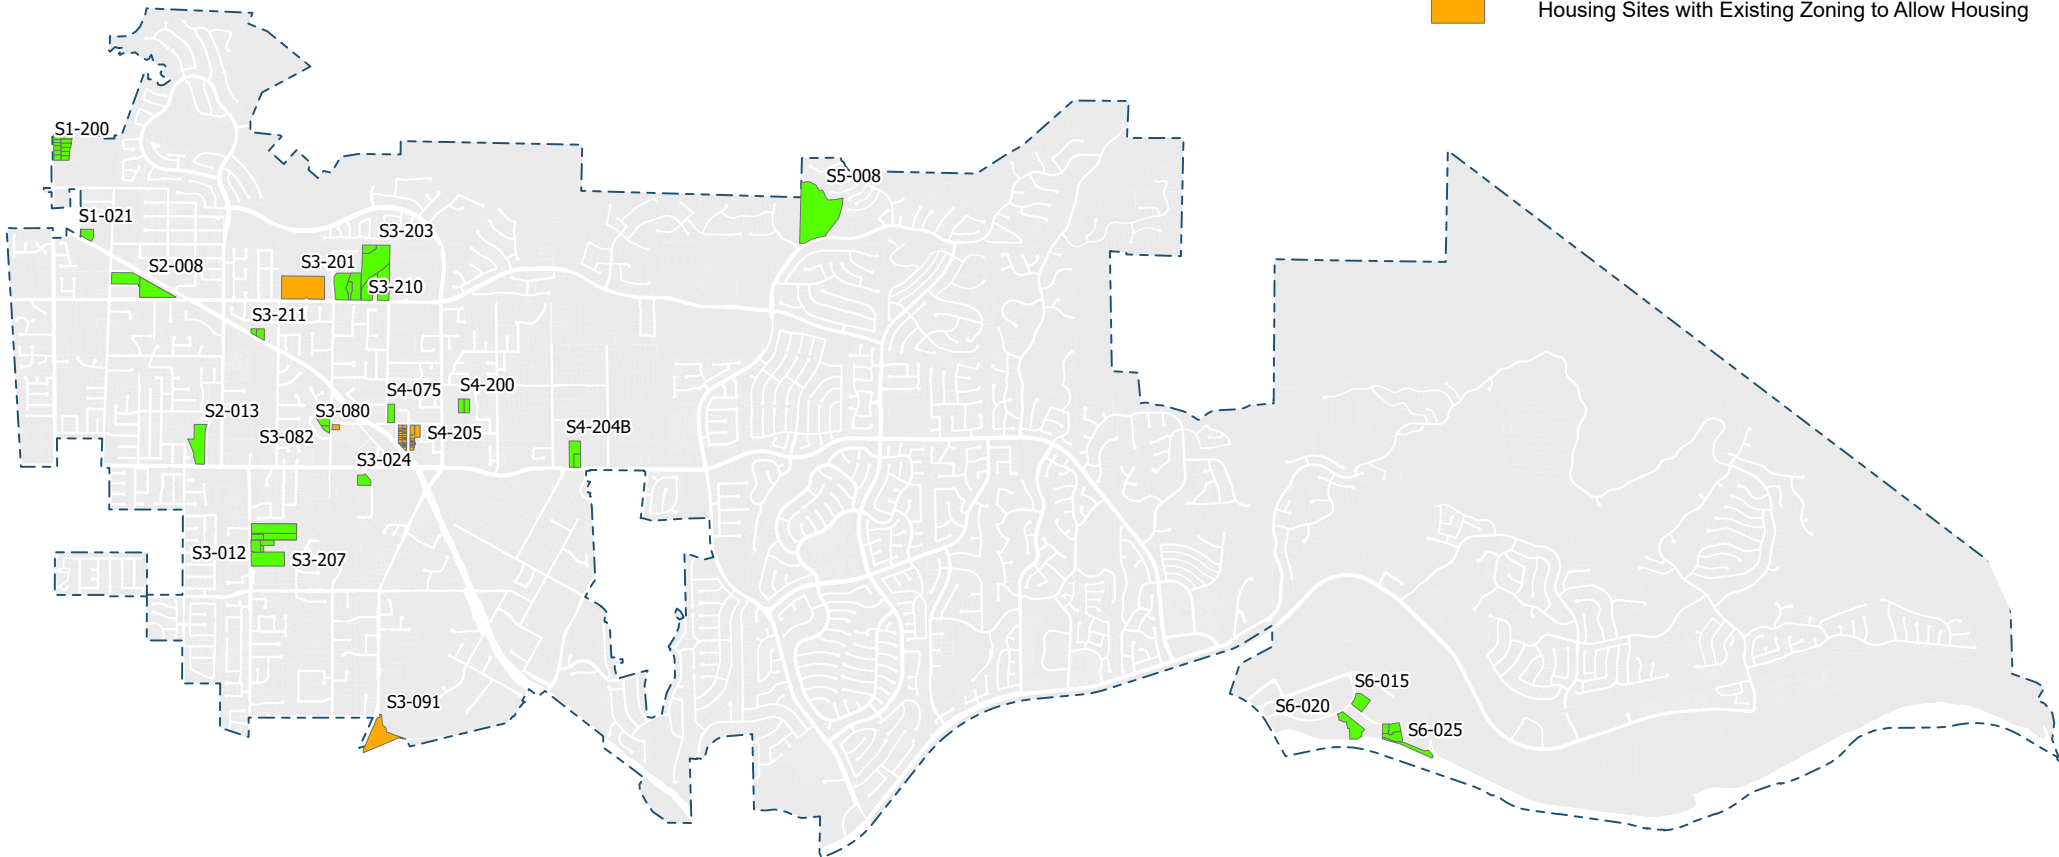 Housing Sites with Existing Zoning to Allow Housing
S1-200
S5-008
S1-021
S3-203
S2-008
S3-201
S3-210
S3-211
S4-075
S4-200
S2-013
S3-080
S3-082
S4-205
S4-204B
S3-024
S3-012
S3-207
S6-015
S3-091
S6-020
S6-025